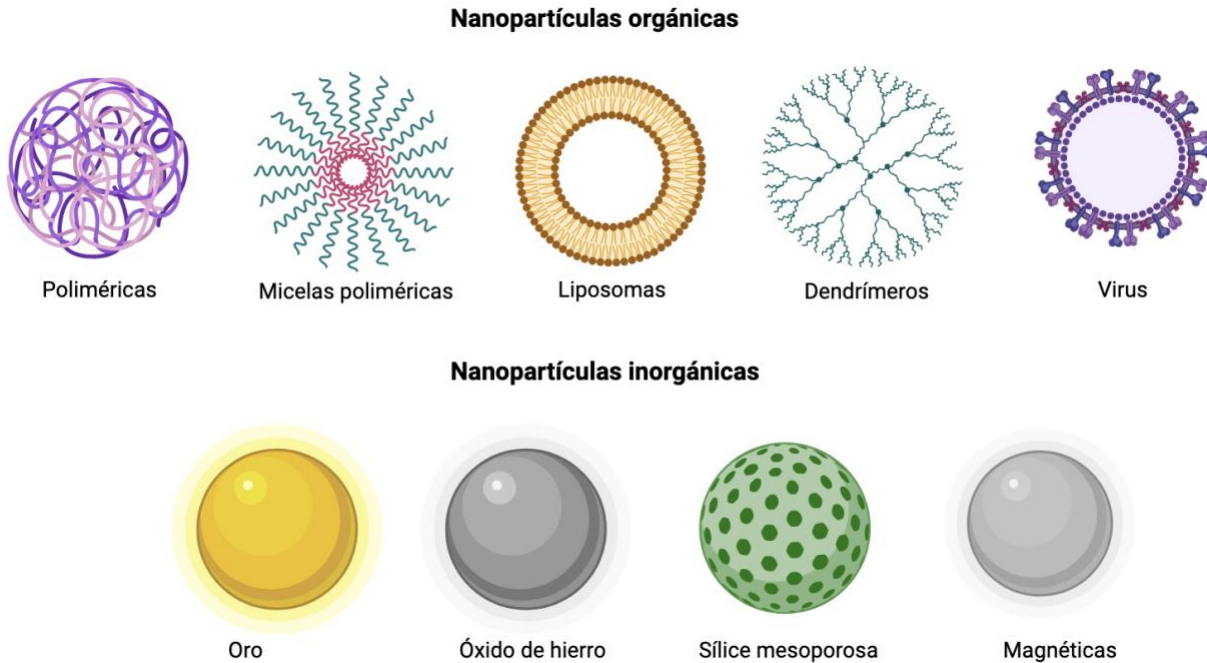 Nanopartículas orgánicas
Poliméricas
Micelas poliméricas
Liposomas
Dendrímeros
Virus
Nanopartículas inorgánicas
Oro
Óxido de hierro
Sílice mesoporosa
Magnéticas